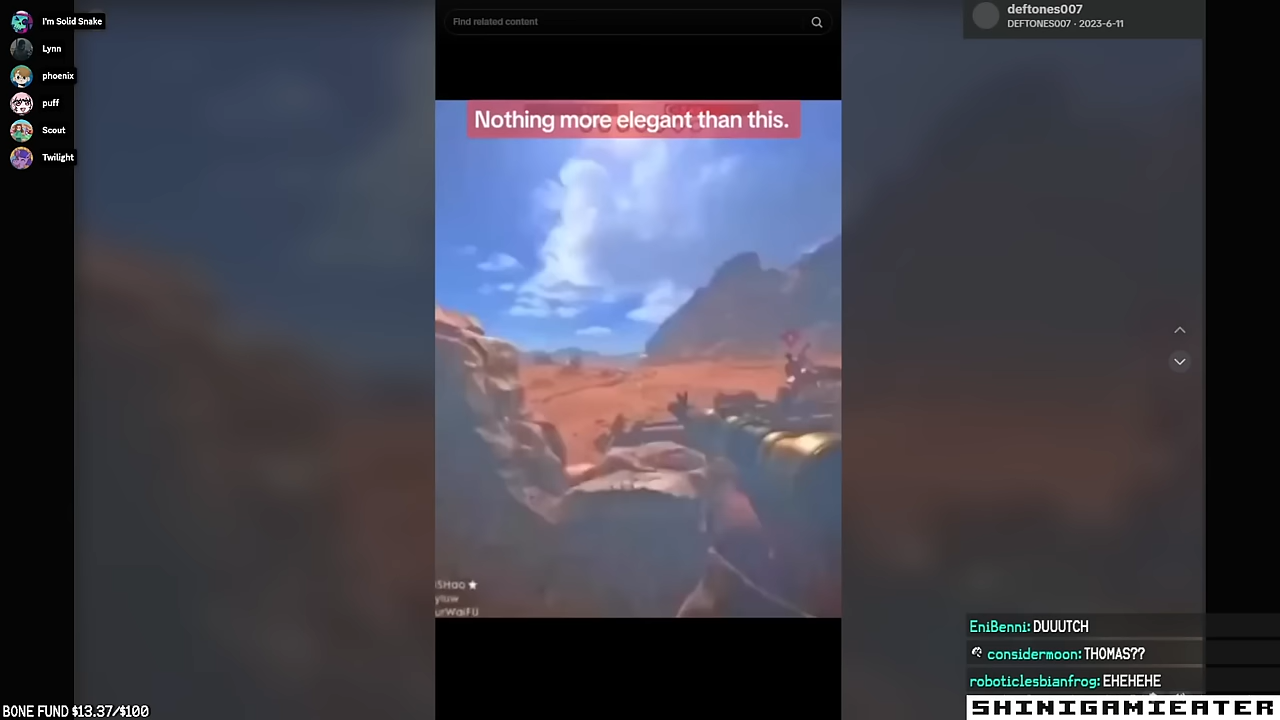 I'm Solid Snake
Lynn
phoenix
puff
Scout
Twilight
Find related content
deftones007
DEFTONES007 · 2023-6-11
Nothing more elegant than this.
urWaiFu
EniBenni: DUUUTCH
considermoon: THOMAS??
roboticlesbianfrog: EHEHEHE
SHINIGAMIEATER
BONE FUND $13.37/$100